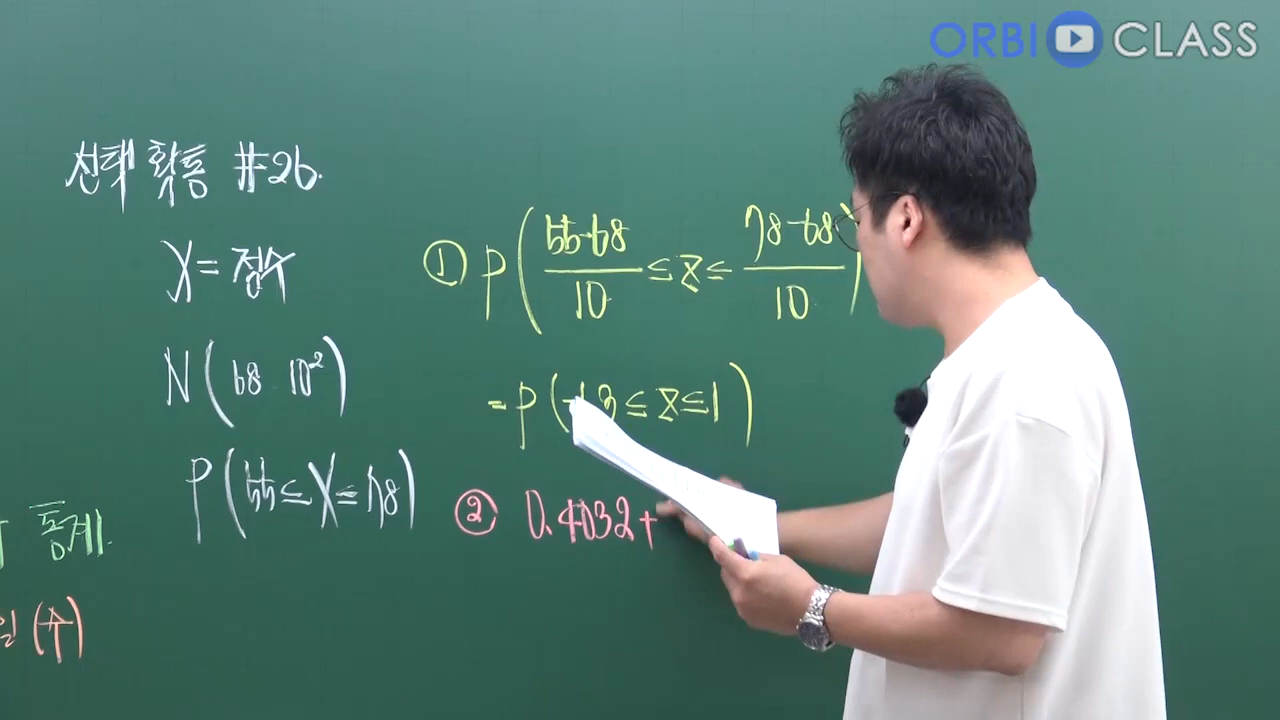 ORBI CLASS
선택 확통 #26.
X = 점수
N(68 10²)
P(55≤X≤78)
통계
(수)
① P(55-68/10 ≤Z≤ 78-68/10)
= P(-1.3≤Z≤1)
② 0.4032+